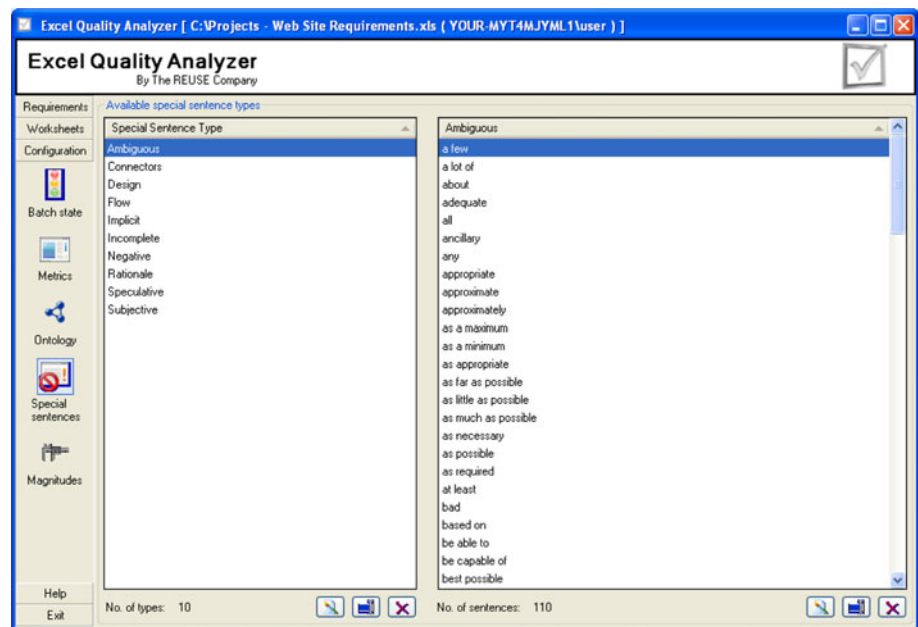 Excel Quality Analyzer [ C:\Projects - Web Site Requirements.xls ( YOUR-MYT4MJYML1\user ) ]
Excel Quality Analyzer
By The REUSE Company
Requirements
Worksheets
Configuration
Batch state
Metrics
Ontology
Special
sentences
Magnitudes
Help
Exit
Available special sentence types
Special Sentence Type
Ambiguous
Connectors
Design
Flow
Implicit
Incomplete
Negative
Rationale
Speculative
Subjective
No. of types: 10
Ambiguous
a few
a lot of
about
adequate
all
ancillary
any
appropriate
approximate
approximately
as a maximum
as a minimum
as appropriate
as far as possible
as little as possible
as much as possible
as necessary
as possible
as required
at least
bad
based on
be able to
be capable of
best possible
No. of sentences: 110